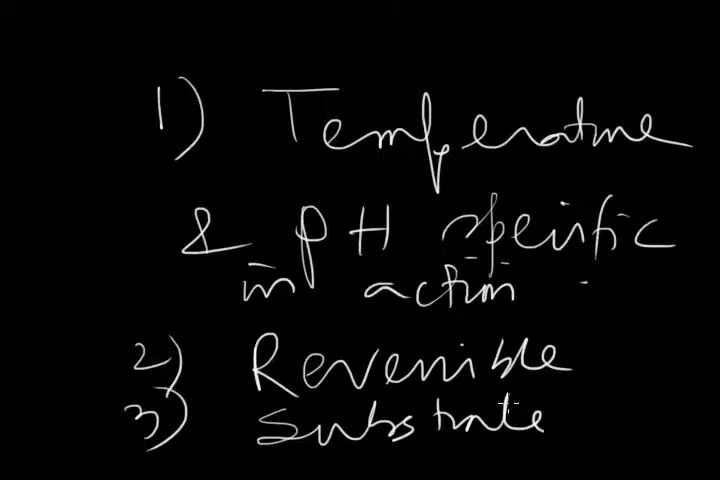 1) Temperature
& pH specific
in action
2) Reversible
3) Substrate